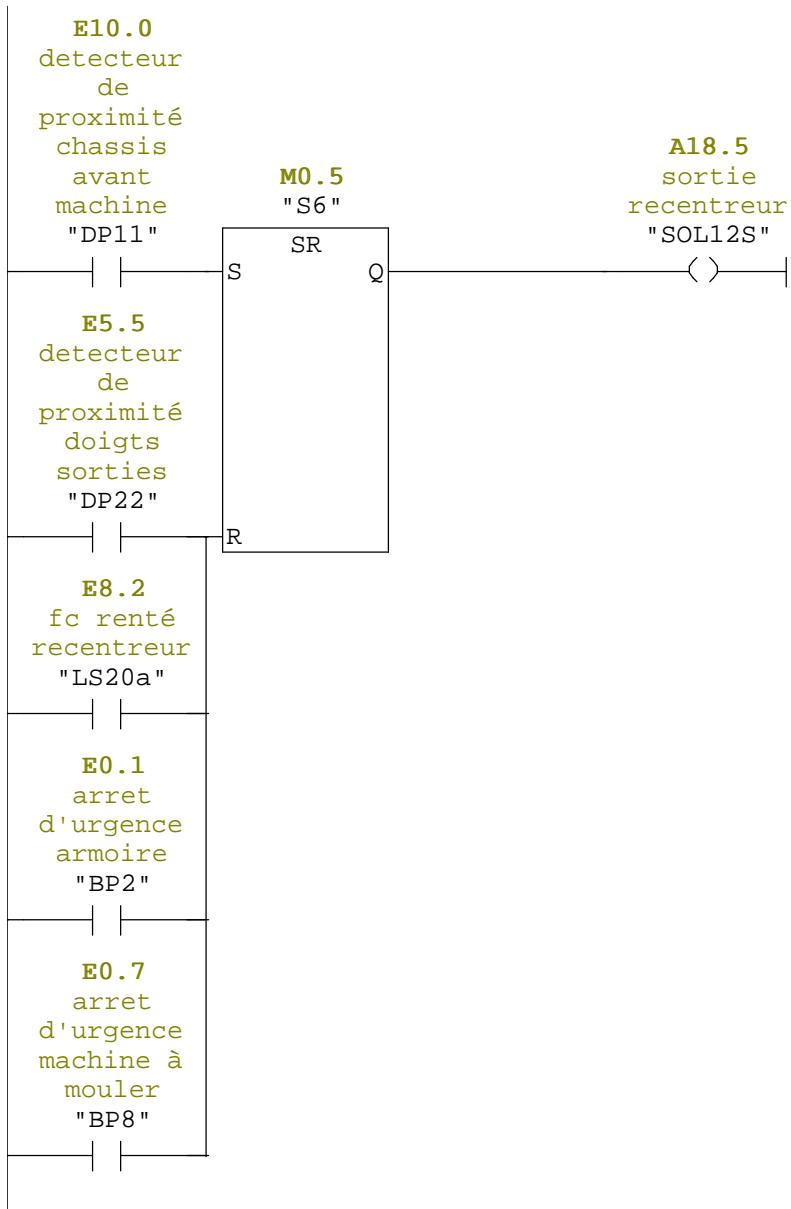 E10.0
detecteur
de
proximité
chassis
avant
machine
"DP11"
M0.5
"S6"
SR
S
Q
A18.5
sortie
recentreur
"SOL12S"
E5.5
detecteur
de
proximité
doigts
sorties
"DP22"
R
E8.2
fc renté
recentreur
"LS20a"
E0.1
arret
d'urgence
armoire
"BP2"
E0.7
arret
d'urgence
machine à
mouler
"BP8"